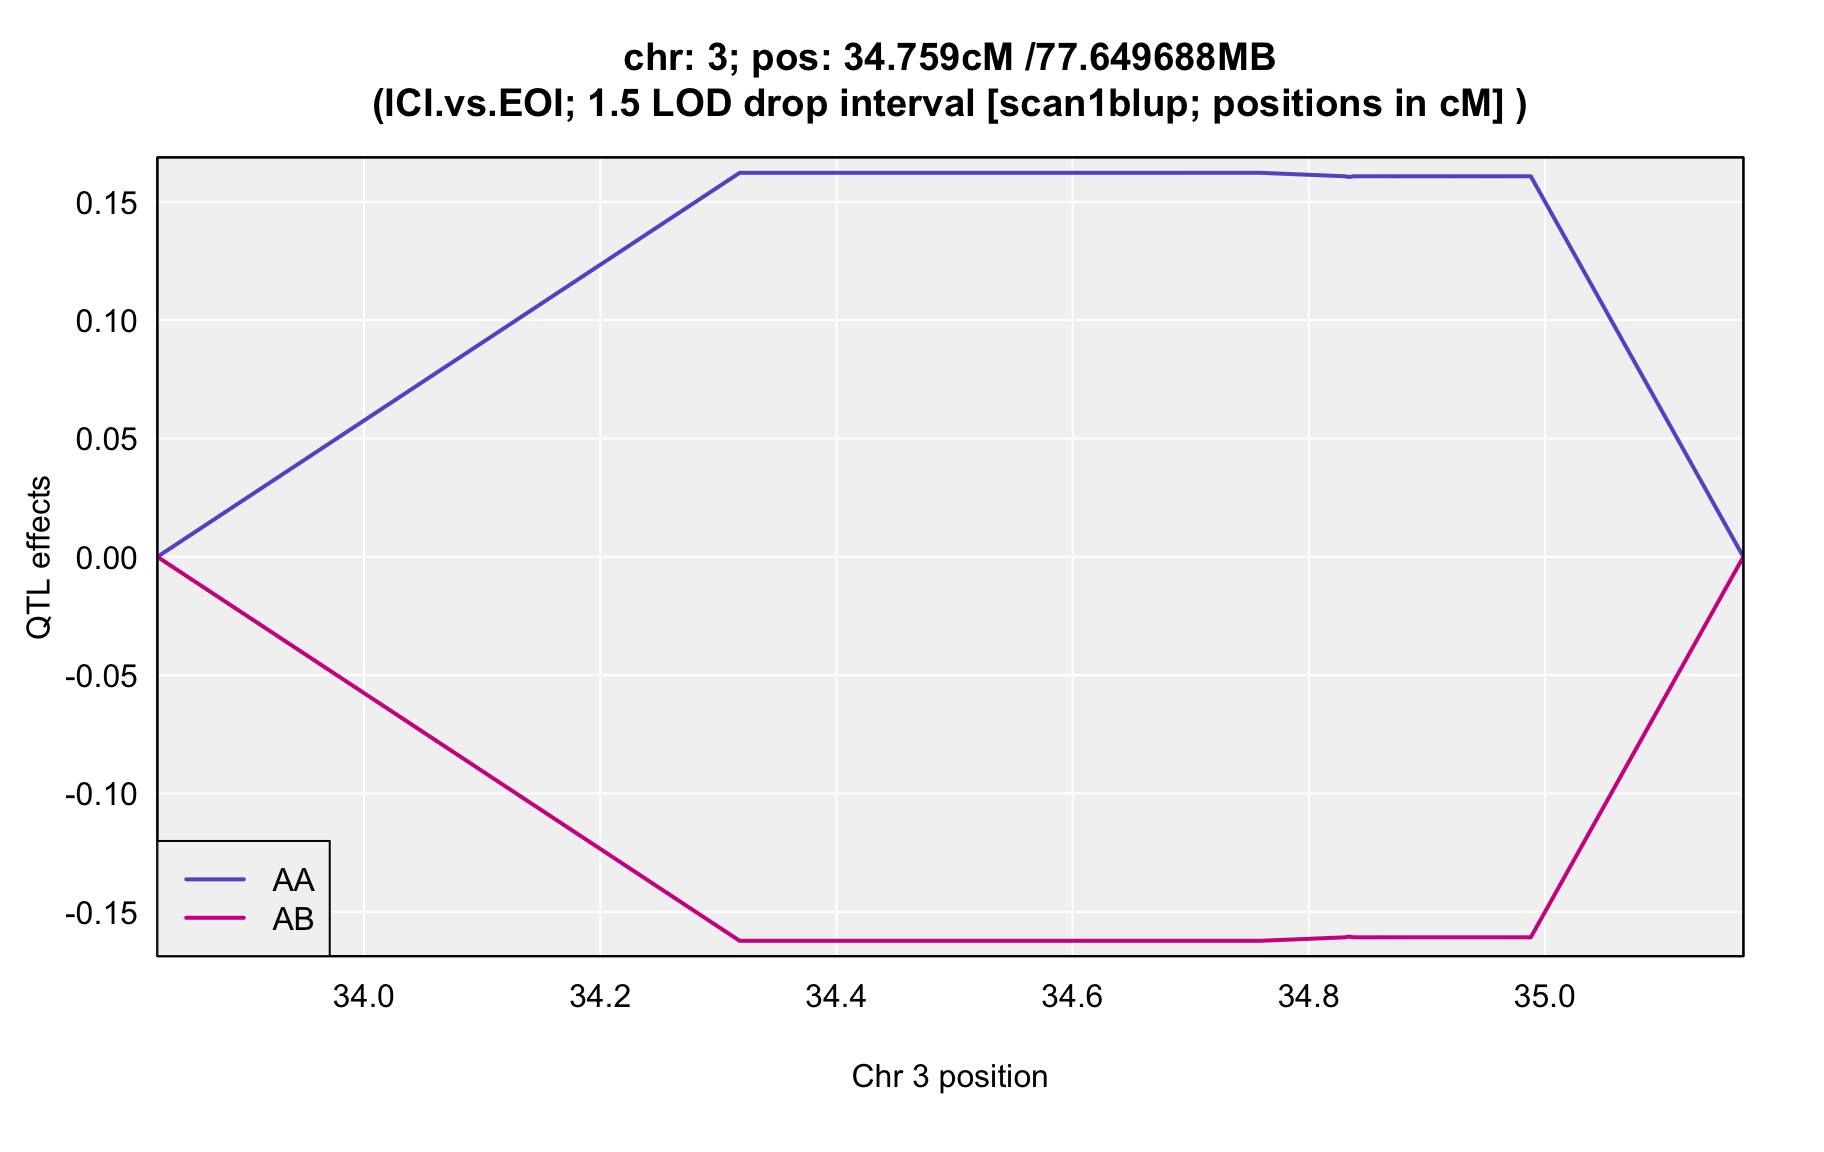 chr: 3; pos: 34.759cM /77.649688MB
(ICI.vs.EOI; 1.5 LOD drop interval [scan1blup; positions in cM] )
QTL effects
0.15
0.10
0.05
0.00
-0.05
-0.10
-0.15
AA
AB
34.0 34.2 34.4 34.6 34.8 35.0
Chr 3 position